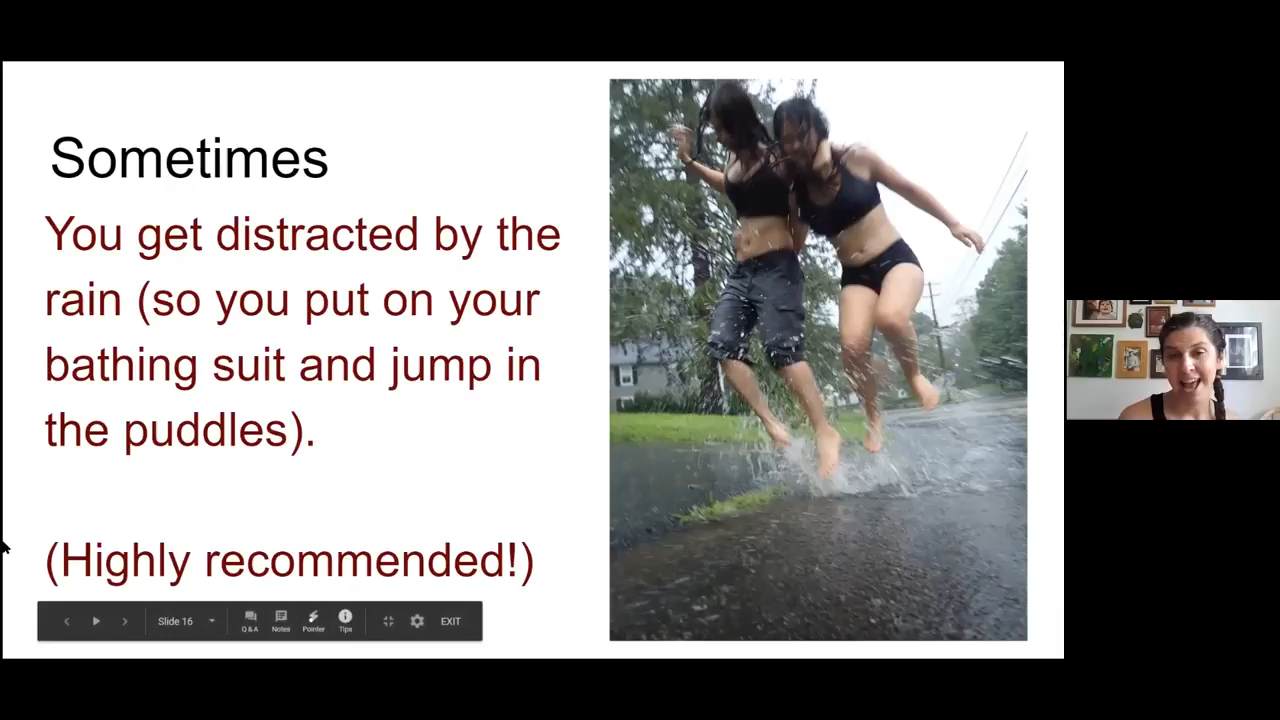 Sometimes
You get distracted by the
rain (so you put on your
bathing suit and jump in
the puddles).
(Highly recommended!)
Slide 16
Q & A Notes Pointer Tips
EXIT